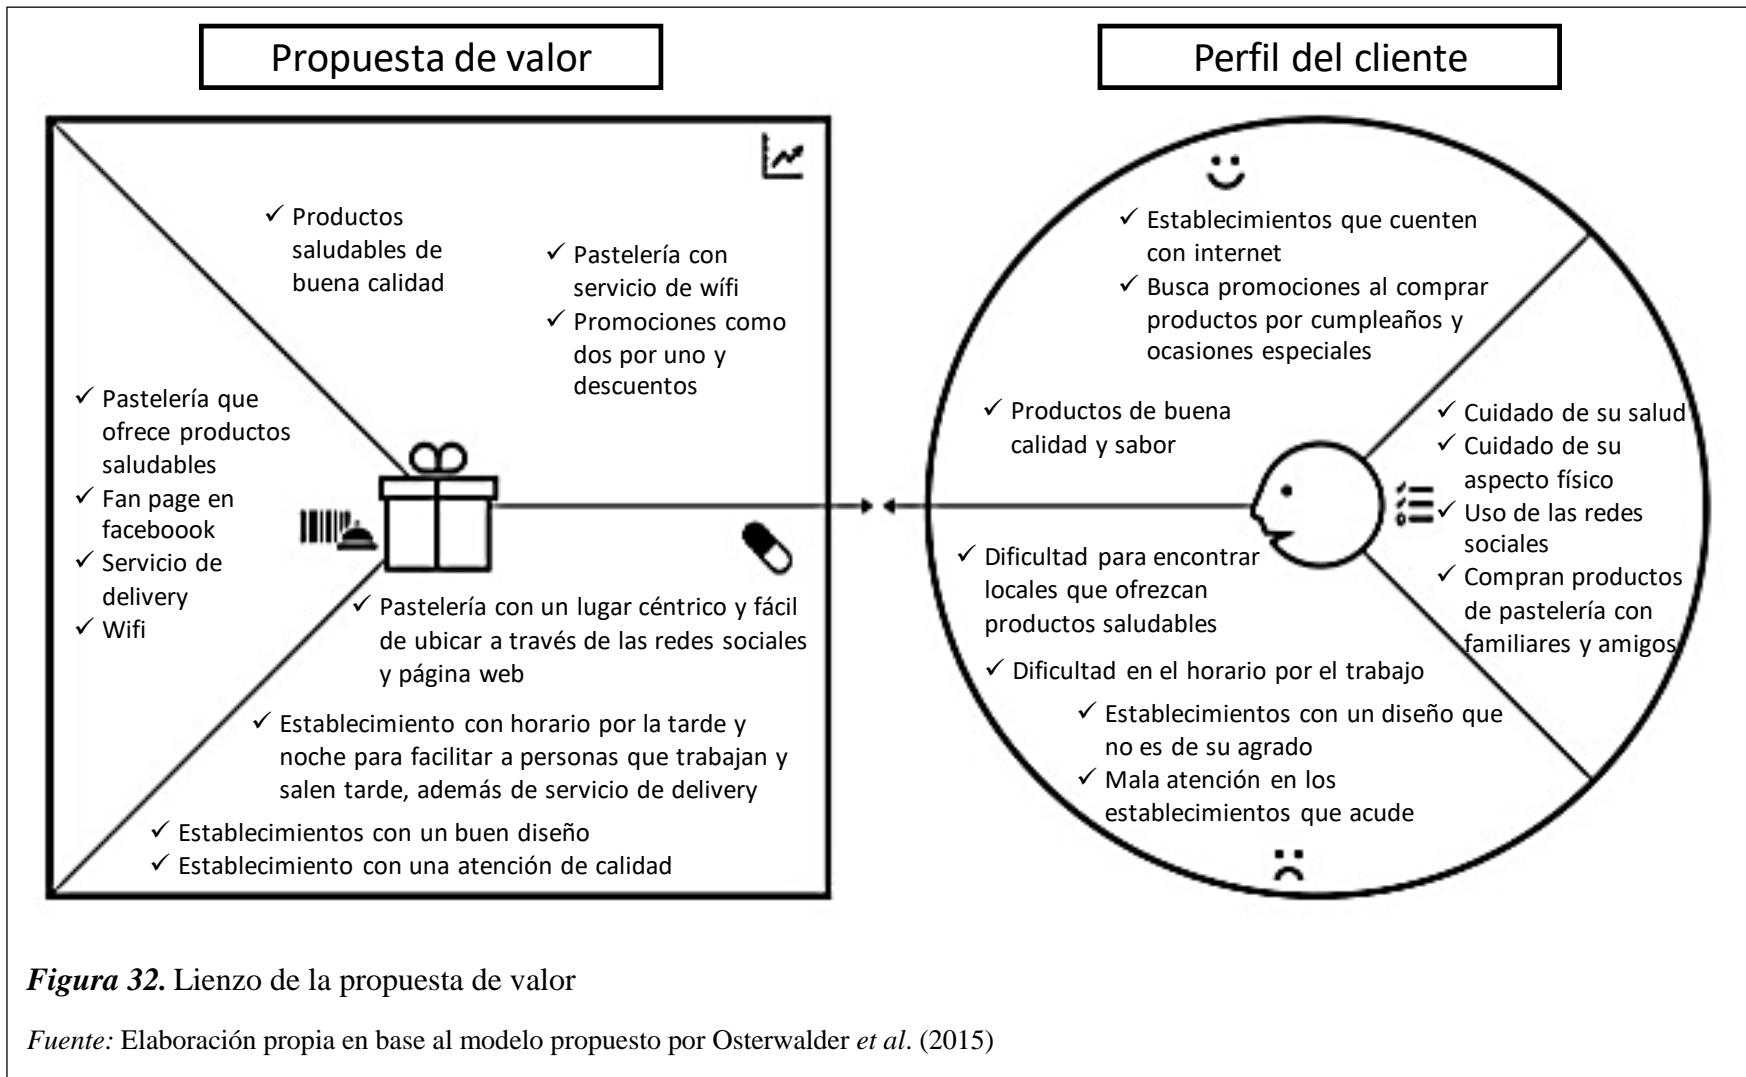 Propuesta de valor
Perfil del cliente
✓ Productos
saludables de
buena calidad
✓ Pastelería con
servicio de wífi
✓ Promociones como
dos por uno y
descuentos
✓ Pastelería que
ofrece productos
saludables
✓ Fan page en
faceboook
✓ Servicio de
delivery
✓ Wifi
✓ Pastelería con un lugar céntrico y fácil
de ubicar a través de las redes sociales
y página web
✓ Establecimiento con horario por la tarde y
noche para facilitar a personas que trabajan y
salen tarde, además de servicio de delivery
✓ Establecimientos con un buen diseño
✓ Establecimiento con una atención de calidad
✓ Establecimientos que cuenten
con internet
✓ Busca promociones al comprar
productos por cumpleaños y
ocasiones especiales
✓ Productos de buena
calidad y sabor
✓ Cuidado de su salud
✓ Cuidado de su
aspecto físico
✓ Uso de las redes
sociales
✓ Compran productos
de pastelería con
familiares y amigos
✓ Dificultad para encontrar
locales que ofrezcan
productos saludables
✓ Dificultad en el horario por el trabajo
✓ Establecimientos con un diseño que
no es de su agrado
✓ Mala atención en los
establecimientos que acude
Figura 32. Lienzo de la propuesta de valor
Fuente: Elaboración propia en base al modelo propuesto por Osterwalder et al. (2015)